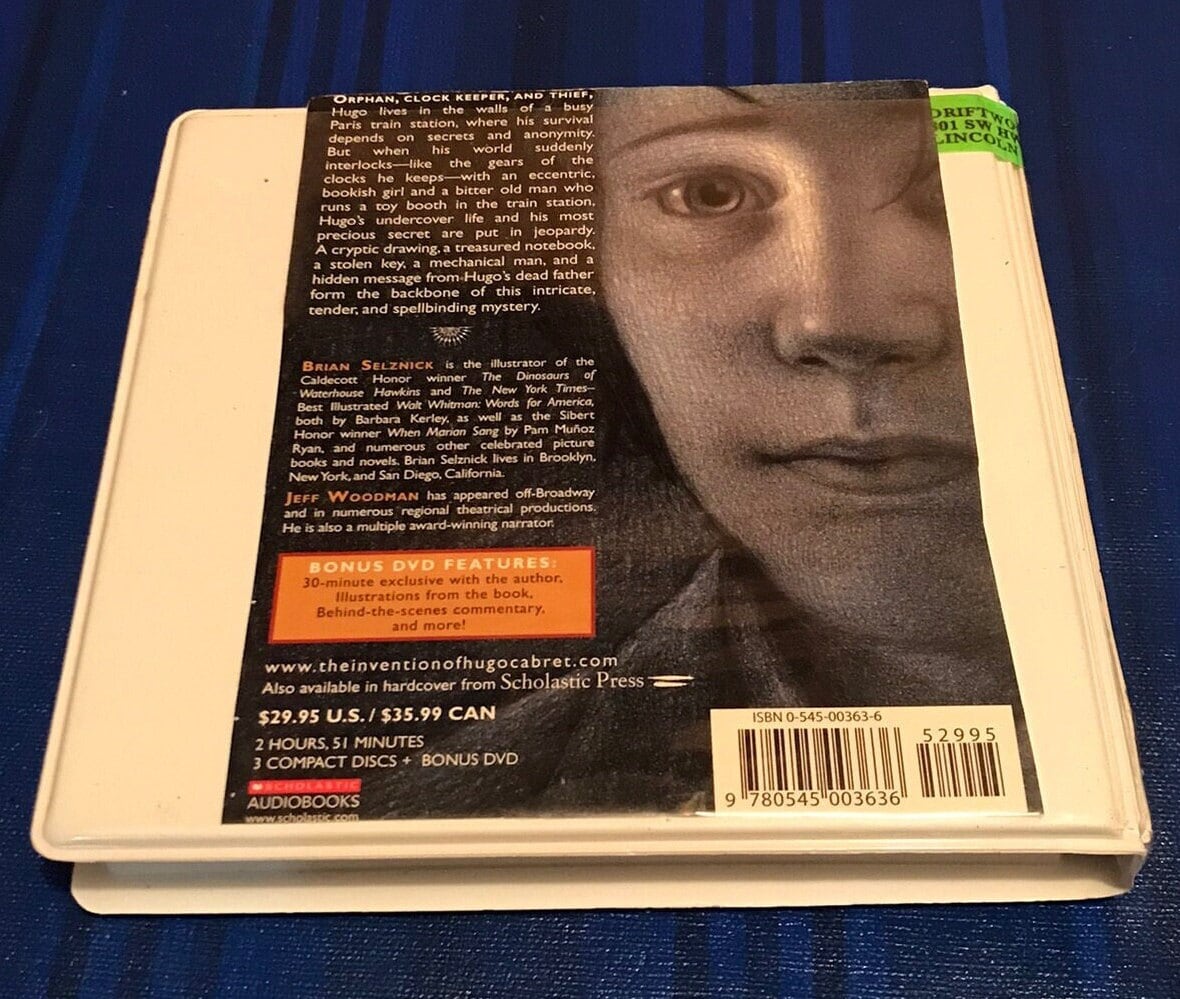 ORPHAN, CLOCK KEEPER, AND THIEF,
Hugo lives in the walls of a busy
Paris train station, where his survival
depends on secrets and anonymity.
But when his world suddenly
interlocks—like the gears of the
clocks he keeps—with an eccentric,
bookish girl and a bitter old man who
runs a toy booth in the train station,
Hugo's undercover life and his most
precious secret are put in jeopardy.
A cryptic drawing, a treasured notebook,
a stolen key, a mechanical man, and a
hidden message from Hugo's dead father
form the backbone of this intricate,
tender, and spellbinding mystery.
BRIAN SELZNICK is the illustrator of the
Caldecott Honor winner The Dinosaurs of
Waterhouse Hawkins and The New York Times–
Best Illustrated Walt Whitman: Words for America,
both by Barbara Kerley, as well as the Sibert
Honor winner When Marian Sang by Pam Muñoz
Ryan, and numerous other celebrated picture
books and novels. Brian Selznick lives in Brooklyn,
New York, and San Diego, California.
JEFF WOODMAN has appeared off-Broadway
and in numerous regional theatrical productions.
He is also a multiple award-winning narrator.
BONUS DVD FEATURES:
30-minute exclusive with the author,
Illustrations from the book,
Behind-the-scenes commentary,
and more!
www.theinventionofhugocabret.com
Also available in hardcover from Scholastic Press
$29.95 U.S. / $35.99 CAN
2 HOURS, 51 MINUTES
3 COMPACT DISCS + BONUS DVD
SCHOLASTIC
AUDIOBOOKS
www.scholastic.com
ISBN 0-545-00363-6
52995
9 780545 003636
DRIFTWO
801 SW HW
LINCOLN